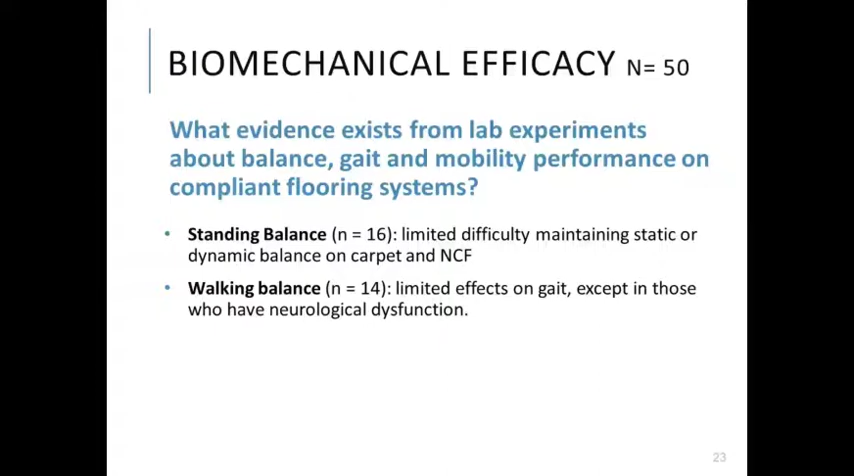 BIOMECHANICAL EFFICACY N= 50
What evidence exists from lab experiments
about balance, gait and mobility performance on
compliant flooring systems?
• Standing Balance (n = 16): limited difficulty maintaining static or
dynamic balance on carpet and NCF
• Walking balance (n = 14): limited effects on gait, except in those
who have neurological dysfunction.
23